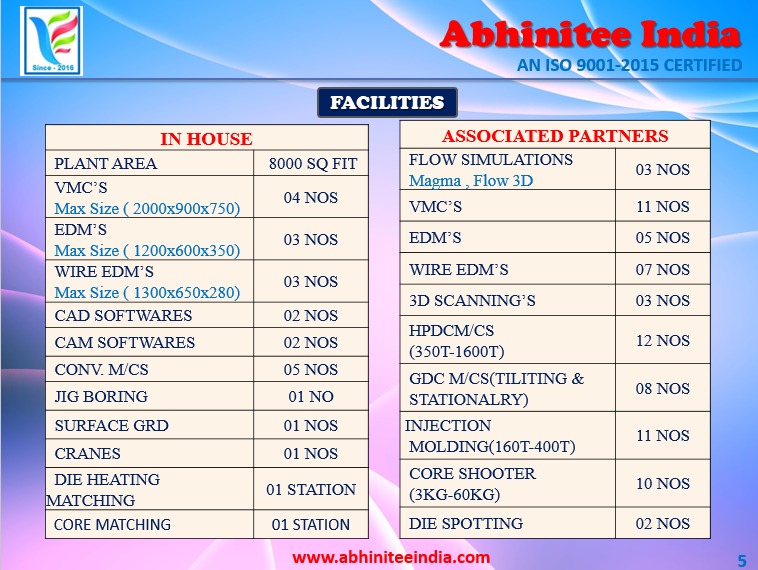 Since - 2016
Abhinitee India
AN ISO 9001-2015 CERTIFIED
FACILITIES
IN HOUSE
PLANT AREA 8000 SQ FIT
VMC'S
Max Size ( 2000x900x750) 04 NOS
EDM'S
Max Size ( 1200x600x350) 03 NOS
WIRE EDM'S
Max Size ( 1300x650x280) 03 NOS
CAD SOFTWARES 02 NOS
CAM SOFTWARES 02 NOS
CONV. M/CS 05 NOS
JIG BORING 01 NO
SURFACE GRD 01 NOS
CRANES 01 NOS
DIE HEATING
MATCHING 01 STATION
CORE MATCHING 01 STATION
ASSOCIATED PARTNERS
FLOW SIMULATIONS
Magma , Flow 3D 03 NOS
VMC'S 11 NOS
EDM'S 05 NOS
WIRE EDM'S 07 NOS
3D SCANNING'S 03 NOS
HPDCM/CS
(350T-1600T) 12 NOS
GDC M/CS(TILITING &
STATIONALRY) 08 NOS
INJECTION
MOLDING(160T-400T) 11 NOS
CORE SHOOTER
(3KG-60KG) 10 NOS
DIE SPOTTING 02 NOS
www.abhiniteeindia.com
5